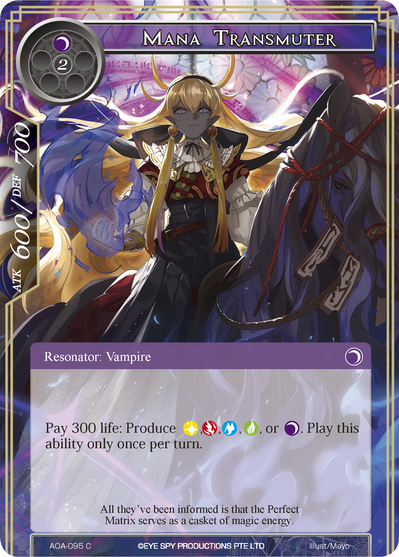 MANA TRANSMUTER
2
ATK 600/DEF 700
Resonator: Vampire
Pay 300 life: Produce , , , , or . Play this
ability only once per turn.
All they've been informed is that the Perfect
Matrix serves as a casket of magic energy.
AOA-095 C
©EYE SPY PRODUCTIONS PTE LTD
Illust/Mayo